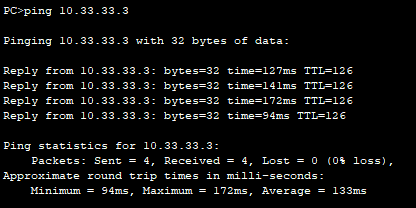 PC>ping 10.33.33.3
Pinging 10.33.33.3 with 32 bytes of data:
Reply from 10.33.33.3: bytes=32 time=127ms TTL=126
Reply from 10.33.33.3: bytes=32 time=141ms TTL=126
Reply from 10.33.33.3: bytes=32 time=172ms TTL=126
Reply from 10.33.33.3: bytes=32 time=94ms TTL=126
Ping statistics for 10.33.33.3:
    Packets: Sent = 4, Received = 4, Lost = 0 (0% loss),
Approximate round trip times in milli-seconds:
    Minimum = 94ms, Maximum = 172ms, Average = 133ms